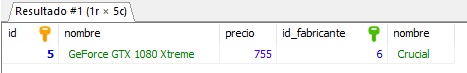 Resultado #1 (1r × 5c)
id nombre precio id_fabricante nombre
5 GeForce GTX 1080 Xtreme 755 6 Crucial